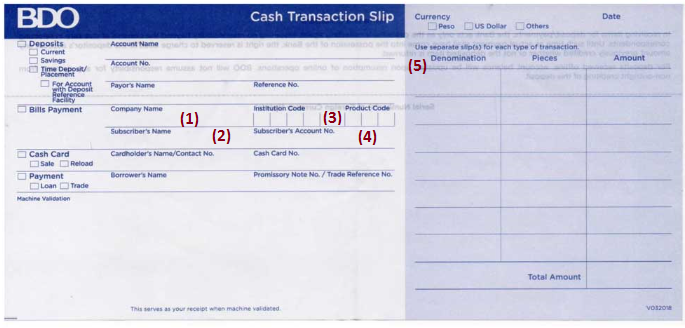 BDO
Cash Transaction Slip
Currency
Date
Peso
US Dollar
Others
Deposits
Current
Savings
Time Deposit/
Placement
For Account
with Deposit
Reference
Facility
Account Name
Account No.
Payor's Name
Reference No.
Use separate slip(s) for each type of transaction.
(5)
Denomination
Pieces
Amount
Bills Payment
Company Name
(1)
Institution Code
(3)
Product Code
Subscriber's Name
(2)
Subscriber's Account No.
(4)
Cash Card
Sale
Reload
Cardholder's Name/Contact No.
Cash Card No.
Payment
Loan
Trade
Borrower's Name
Promissory Note No. / Trade Reference No.
Machine Validation
Total Amount
This serves as your receipt when machine validated.
V032018